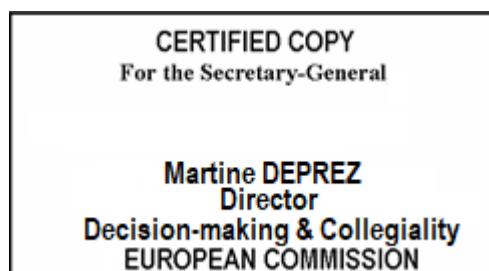 CERTIFIED COPY
For the Secretary-General
Martine DEPREZ
Director
Decision-making & Collegiality
EUROPEAN COMMISSION